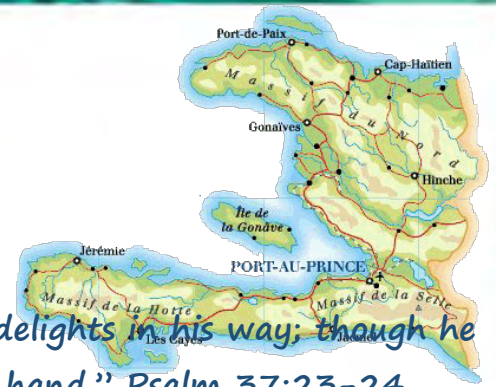 Port-de-Paix
Cap-Haïtien
Massif du Nord
Gonaïves
Hinche
Île de
la Gonâve
Jérémie
PORT-AU-PRINCE
Massif de la Hotte
Massif de la Selle
delights in his way; though he
Les Cayes
Jacmel
hand.” Psalm 37:23-24